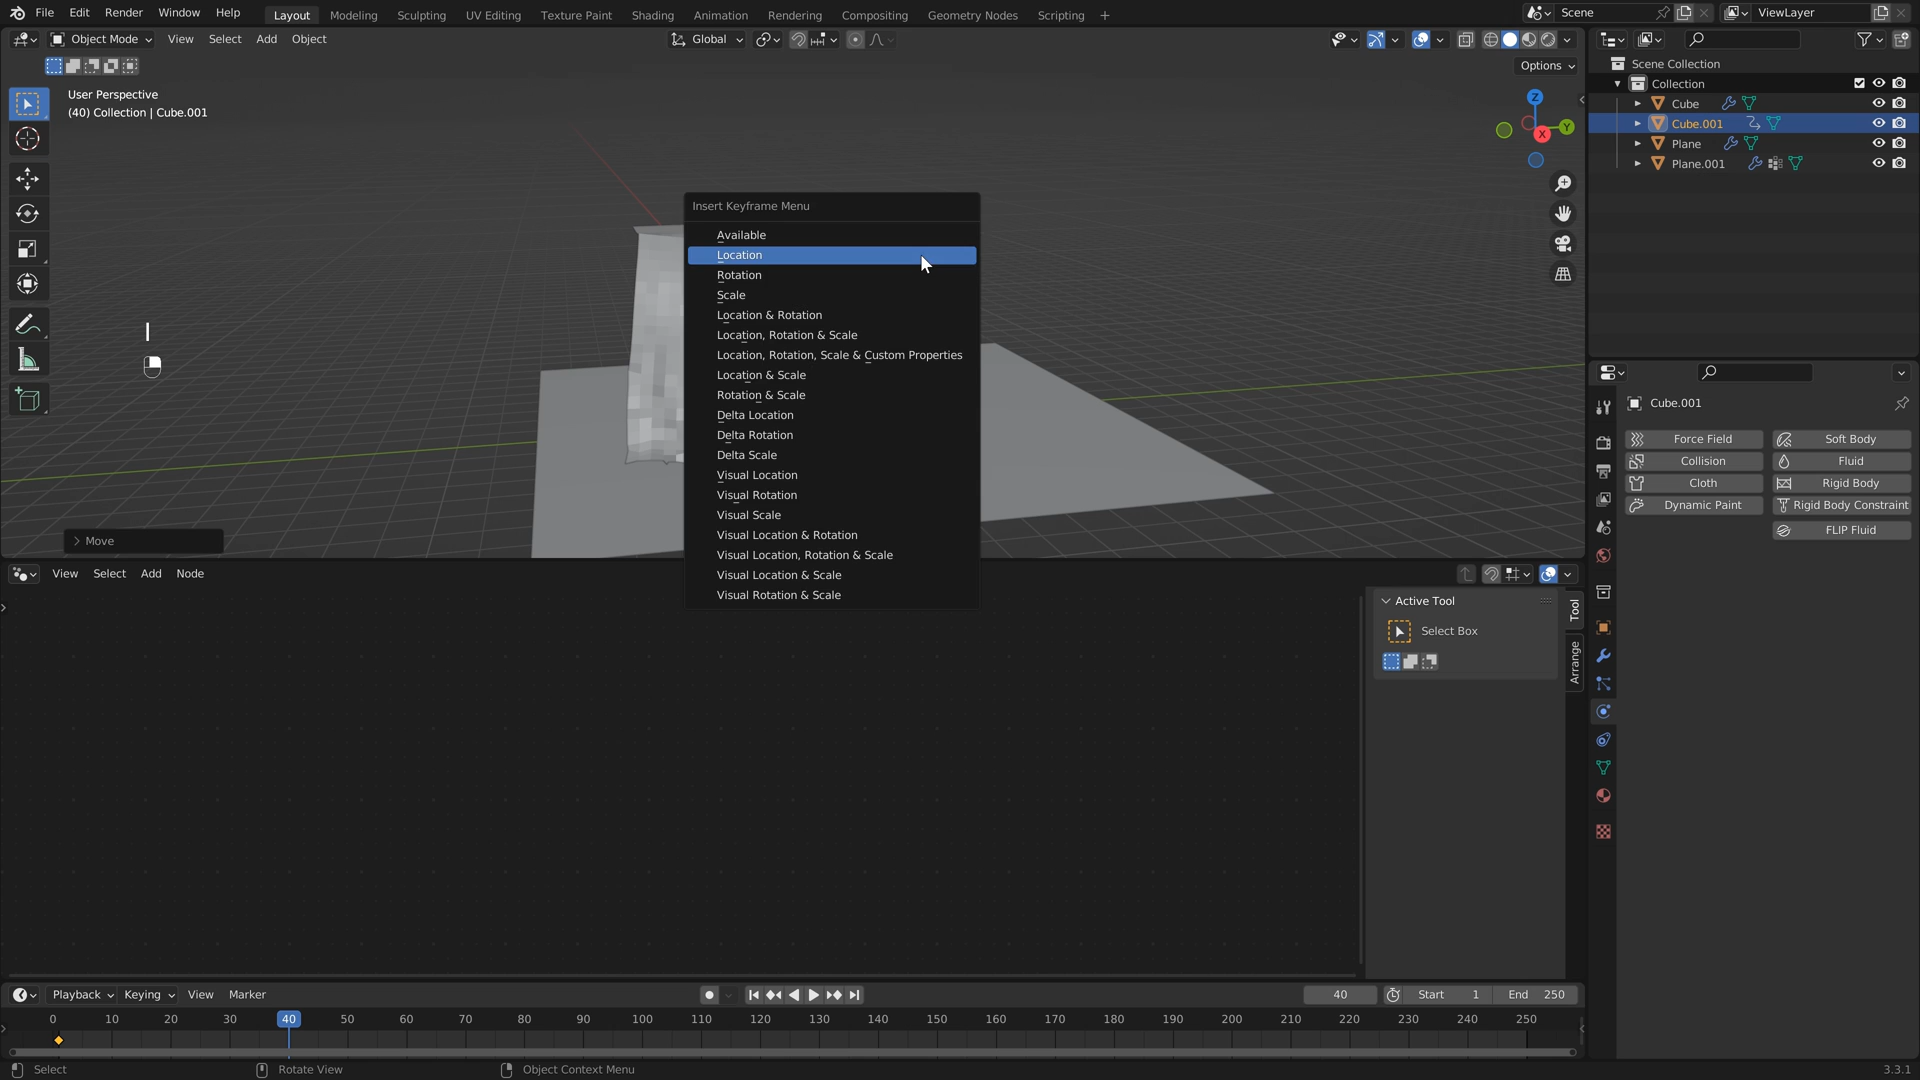 File Edit Render Window Help Layout Modeling Sculpting UV Editing Texture Paint Shading Animation Rendering Compositing Geometry Nodes Scripting + Scene ViewLayer
Object Mode View Select Add Object Global
Options
User Perspective
(40) Collection | Cube.001
Z
Y
X
Scene Collection
Collection
Cube
Cube.001
Plane
Plane.001
Insert Keyframe Menu
Available
Location
Rotation
Scale
Location & Rotation
Location, Rotation & Scale
Location, Rotation, Scale & Custom Properties
Location & Scale
Rotation & Scale
Delta Location
Delta Rotation
Delta Scale
Visual Location
Visual Rotation
Visual Scale
Visual Location & Rotation
Visual Location, Rotation & Scale
Visual Location & Scale
Visual Rotation & Scale
I
Move
Cube.001
Force Field Soft Body
Collision Fluid
Cloth Rigid Body
Dynamic Paint Rigid Body Constraint
FLIP Fluid
View Select Add Node
Active Tool
Select Box
Tool
Arrange
Playback Keying View Marker 40 Start 1 End 250
0 10 20 30 40 50 60 70 80 90 100 110 120 130 140 150 160 170 180 190 200 210 220 230 240 250
Select Rotate View Object Context Menu 3.3.1